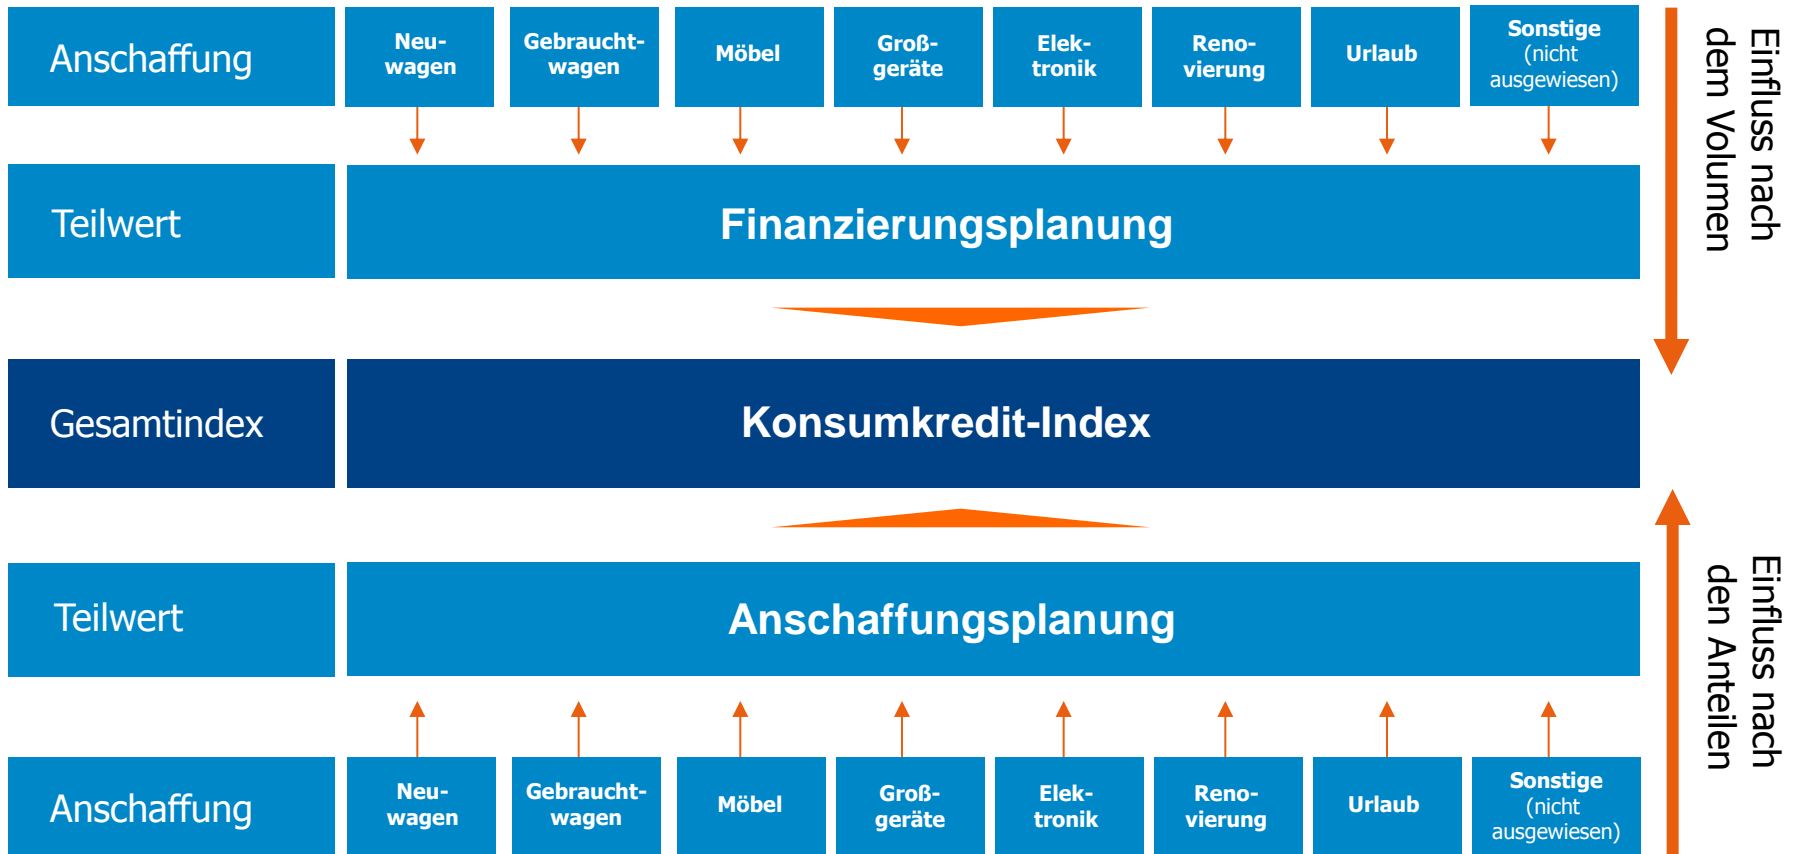 Anschaffung
Neu-
wagen
Gebraucht-
wagen
Möbel
Groß-
geräte
Elek-
tronik
Reno-
vierung
Urlaub
Sonstige
(nicht
ausgewiesen)
Einfluss nach
dem Volumen
Teilwert
Finanzierungsplanung
Gesamtindex
Konsumkredit-Index
Teilwert
Anschaffungsplanung
Einfluss nach
den Anteilen
Anschaffung
Neu-
wagen
Gebraucht-
wagen
Möbel
Groß-
geräte
Elek-
tronik
Reno-
vierung
Urlaub
Sonstige
(nicht
ausgewiesen)